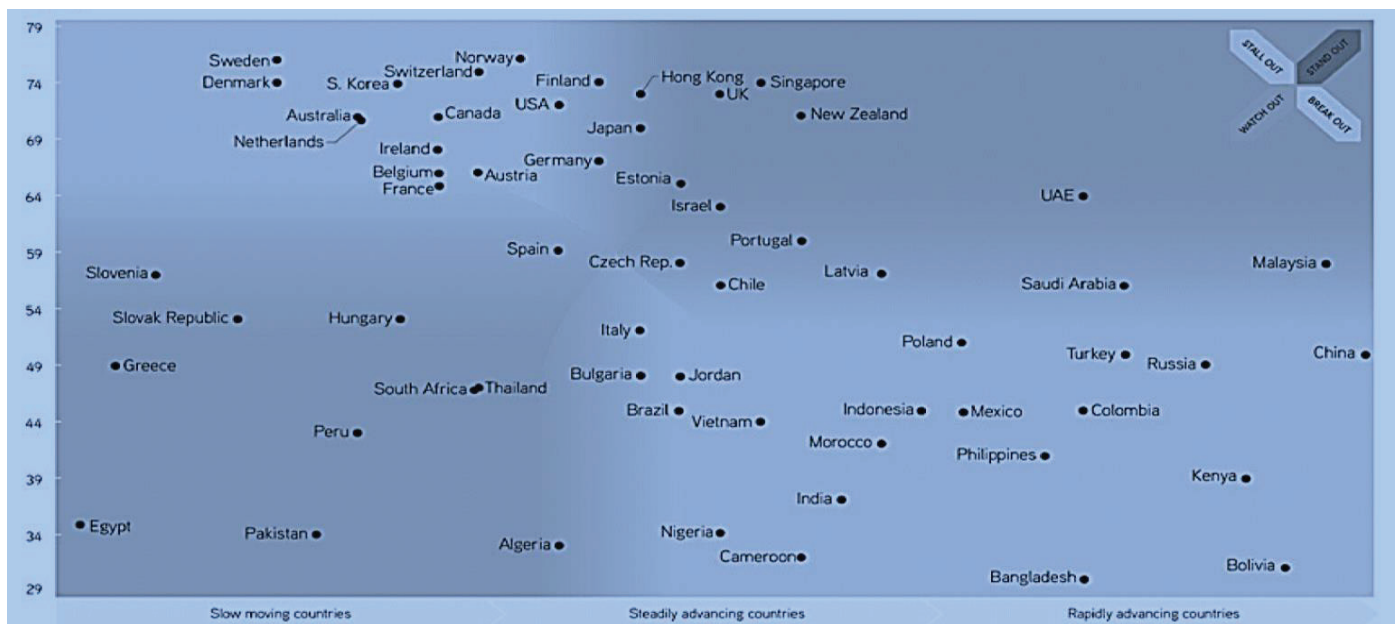 79
STALL OUT
STAND OUT
WATCH OUT
BREAK OUT
Sweden
Norway
Switzerland
74
Denmark
S. Korea
Finland
Hong Kong
Singapore
USA
UK
Australia
Canada
New Zealand
Netherlands
Japan
69
Ireland
Germany
Belgium
Austria
Estonia
France
64
Israel
UAE
Portugal
59
Spain
Czech Rep.
Malaysia
Slovenia
Latvia
Chile
Saudi Arabia
54
Slovak Republic
Hungary
Italy
Poland
Turkey
China
49
Greece
Russia
Bulgaria
Jordan
South Africa
Thailand
Brazil
Indonesia
Mexico
Colombia
44
Vietnam
Peru
Morocco
Philippines
39
Kenya
India
Egypt
34
Pakistan
Nigeria
Algeria
Cameroon
Bolivia
Bangladesh
29
Slow moving countries
Steadily advancing countries
Rapidly advancing countries